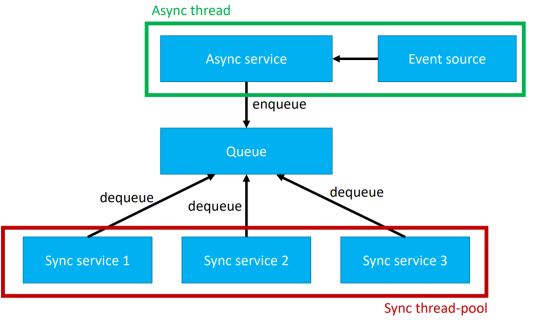 Async thread
Async service
Event source
enqueue
Queue
dequeue
dequeue
dequeue
Sync service 1
Sync service 2
Sync service 3
Sync thread-pool